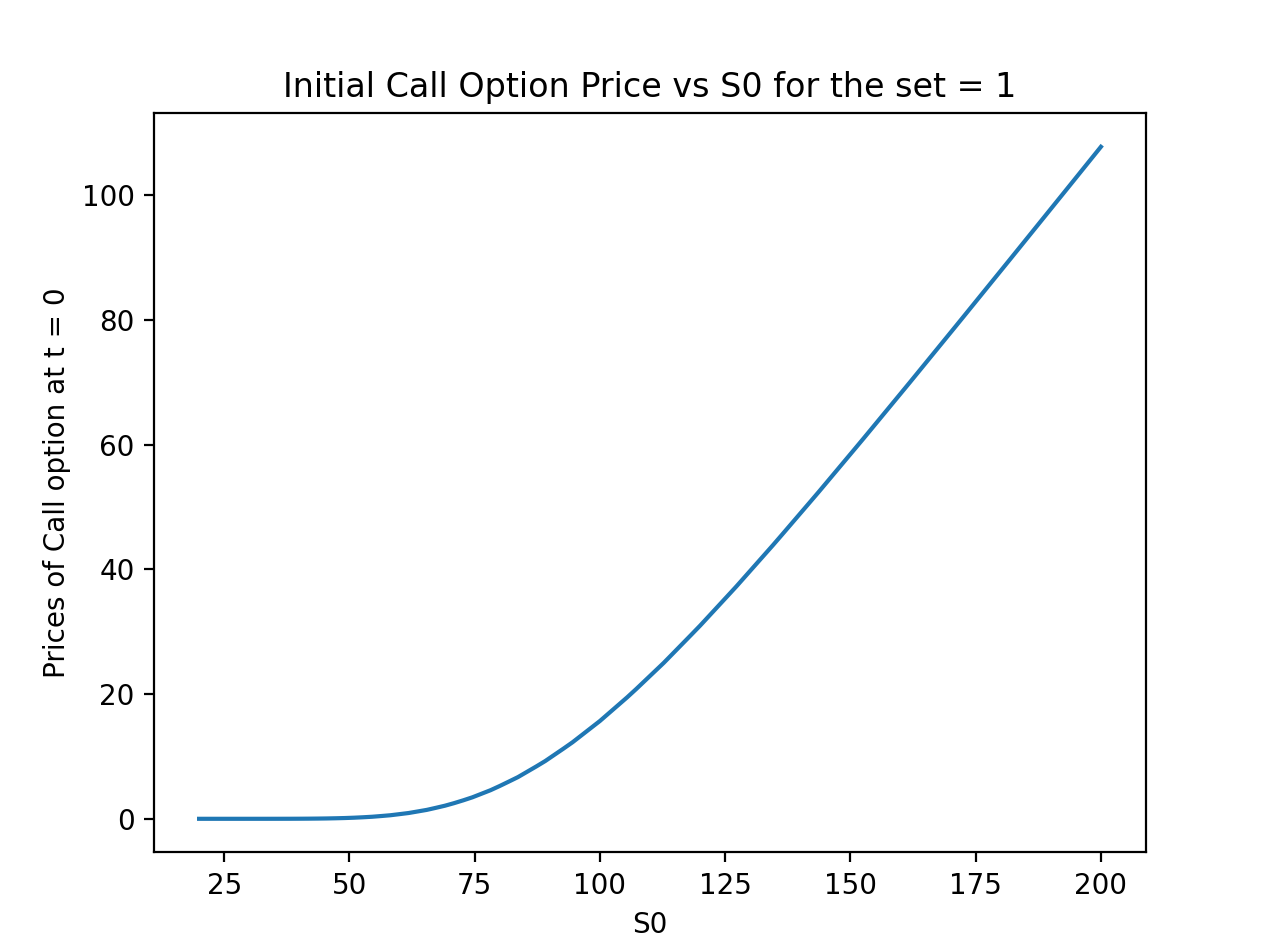 Initial Call Option Price vs S0 for the set = 1
Prices of Call option at t = 0
100
80
60
40
20
0
25 50 75 100 125 150 175 200
S0